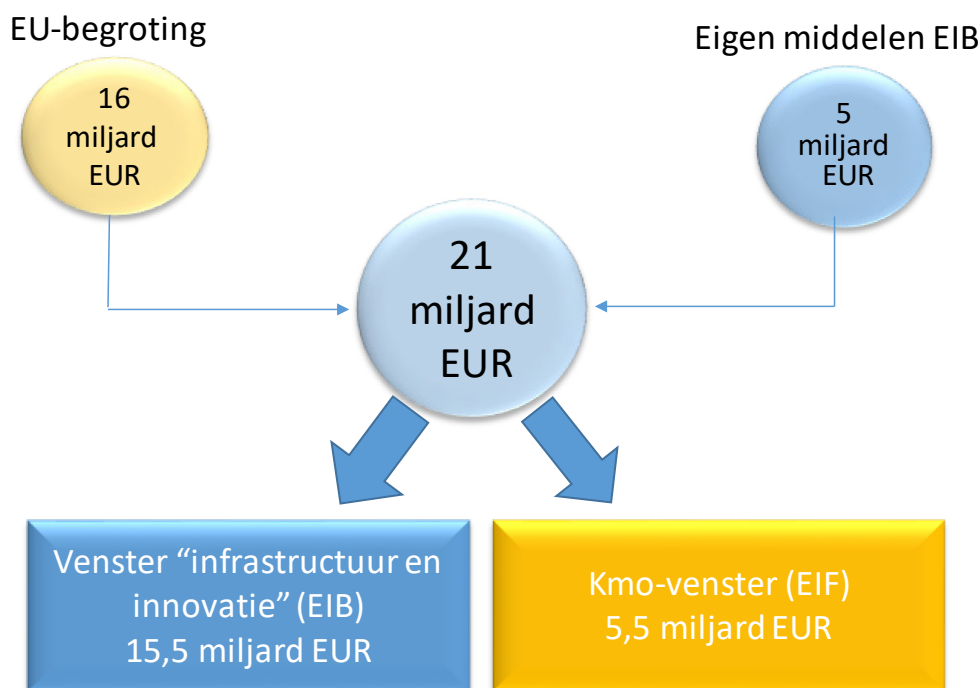 EU-begroting
Eigen middelen EIB
16
miljard
EUR
5
miljard
EUR
21
miljard
EUR
Venster “infrastructuur en
innovatie” (EIB)
15,5 miljard EUR
Kmo-venster (EIF)
5,5 miljard EUR